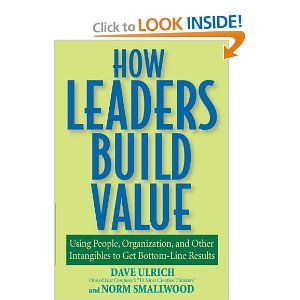 Click to LOOK INSIDE!
HOW
LEADERS
BUILD
VALUE
Using People, Organization, and Other
Intangibles to Get Bottom-Line Results
DAVE ULRICH
One of Fast Company's "10 Most Creative Thinkers"
and NORM SMALLWOOD